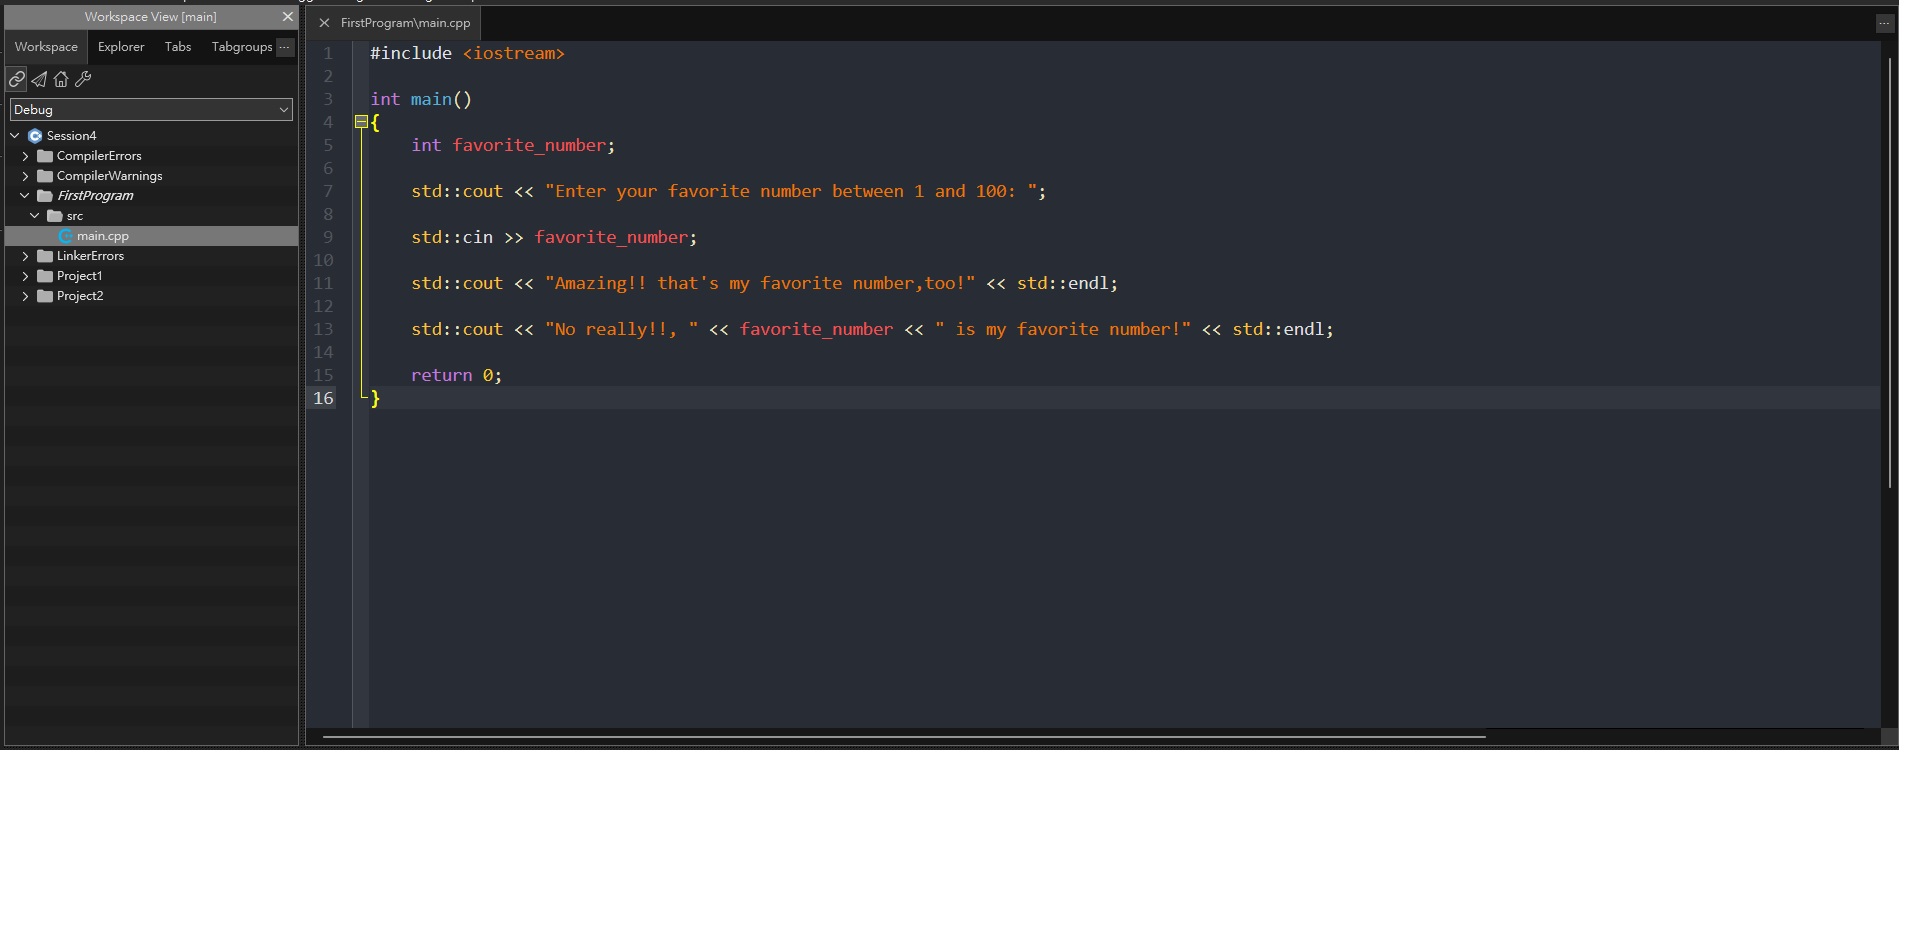 Workspace View [main]
Workspace Explorer Tabs Tabgroups ...
Debug
Session4
CompilerErrors
CompilerWarnings
FirstProgram
src
main.cpp
LinkerErrors
Project1
Project2
FirstProgram\main.cpp
...
1 #include <iostream>
2
3 int main()
4 {
5     int favorite_number;
6
7     std::cout << "Enter your favorite number between 1 and 100: ";
8
9     std::cin >> favorite_number;
10
11     std::cout << "Amazing!! that's my favorite number,too!" << std::endl;
12
13     std::cout << "No really!!, " << favorite_number << " is my favorite number!" << std::endl;
14
15     return 0;
16 }